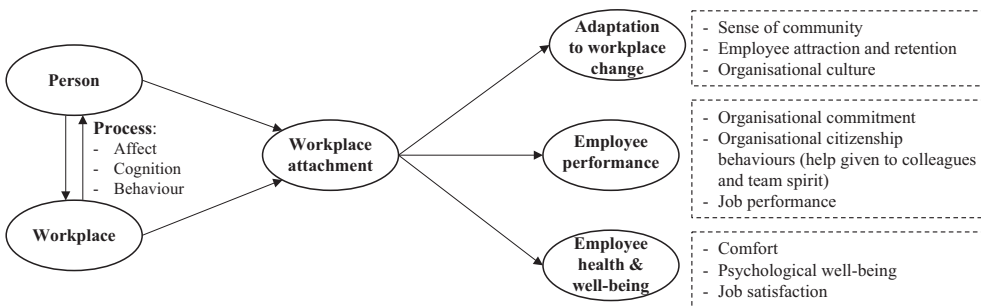 Person
Process:
- Affect
- Cognition
- Behaviour
Workplace
Workplace
attachment
Adaptation
to workplace
change
- Sense of community
- Employee attraction and retention
- Organisational culture
Employee
performance
- Organisational commitment
- Organisational citizenship
behaviours (help given to colleagues
and team spirit)
- Job performance
Employee
health &
well-being
- Comfort
- Psychological well-being
- Job satisfaction